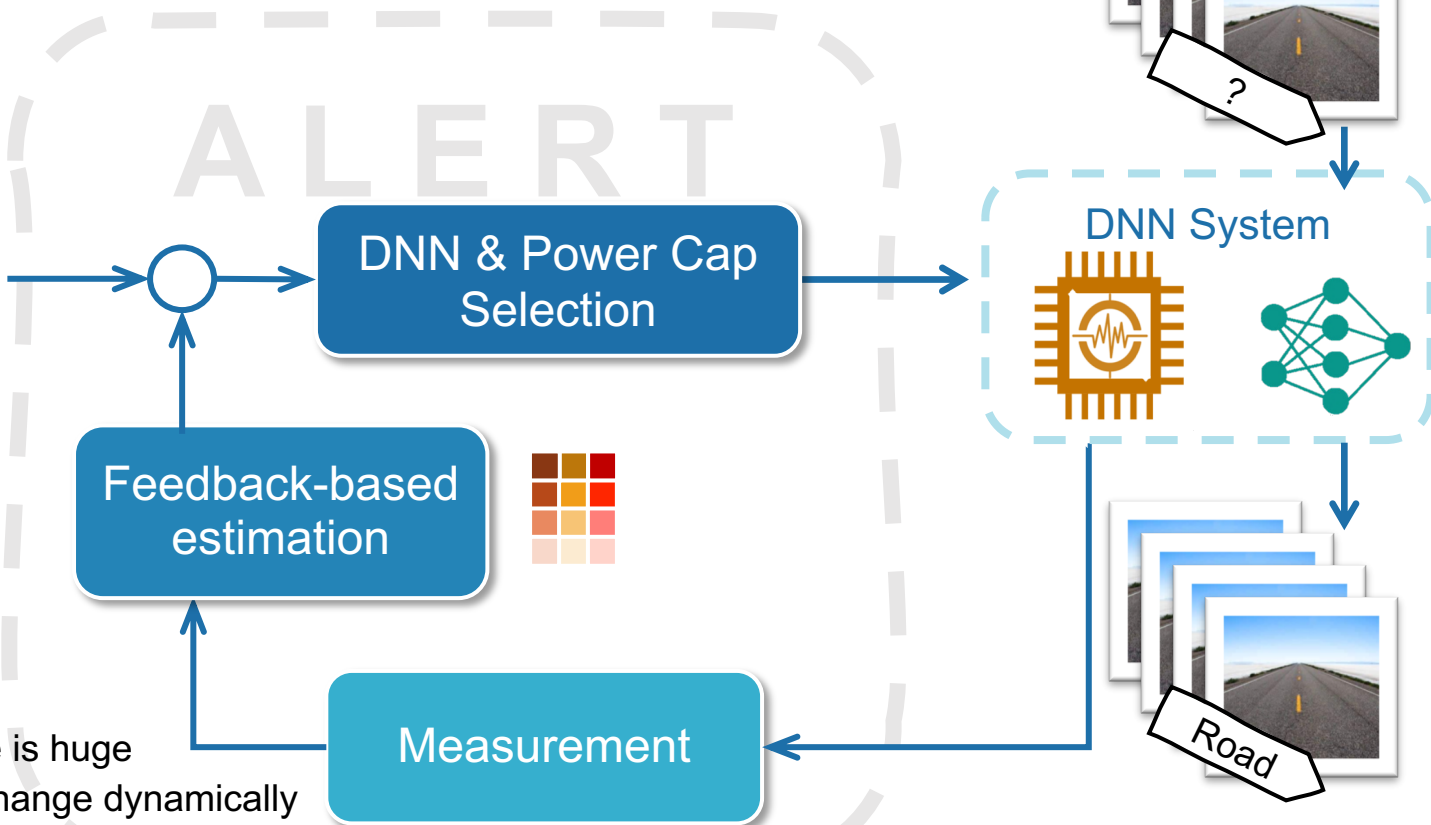 ?
ALERT
DNN System
DNN & Power Cap
Selection
Feedback-based
estimation
Measurement
is huge
hange dynamically
Road